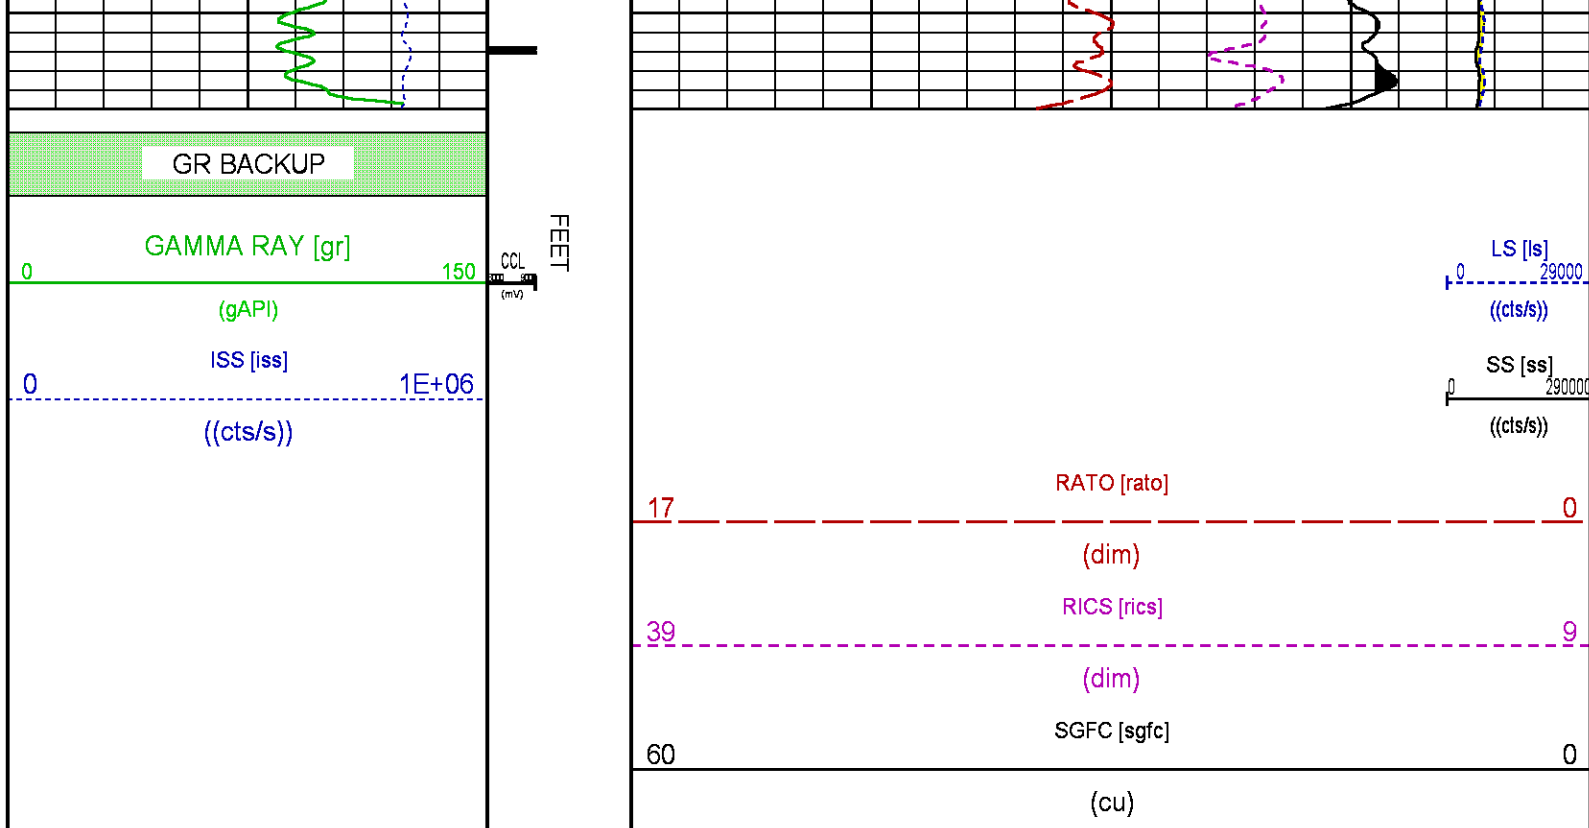 GR BACKUP
GAMMA RAY [gr]
0 150
(gAPI)
ISS [iss]
0 1E+06
((cts/s))
FEET
CCL
(mV)
LS [ls]
0 29000
((cts/s))
SS [ss]
0 290000
((cts/s))
RATO [rato]
17 0
(dim)
RICS [rics]
39 9
(dim)
SGFC [sgfc]
60 0
(cu)